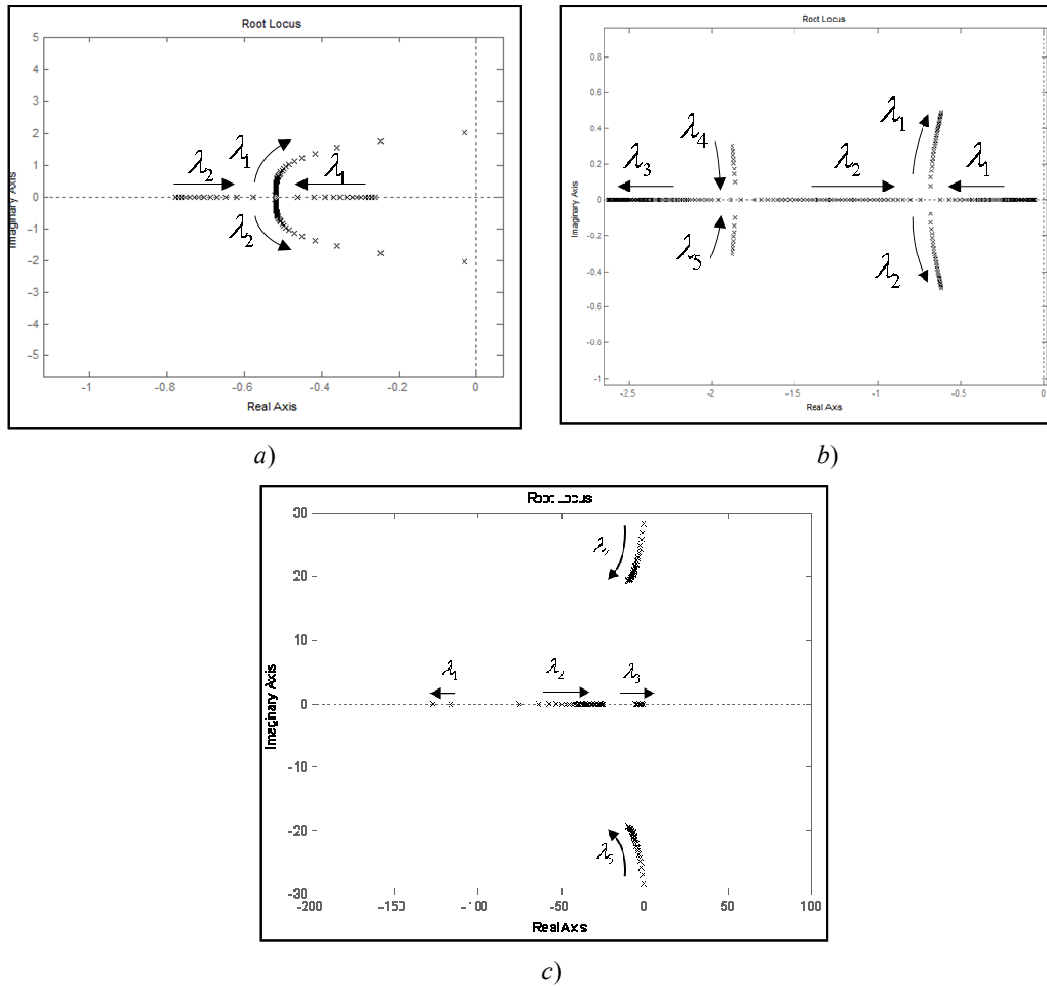 Root Locus
5
4
3
2
1
0
-1
-2
-3
-4
-5
Imaginary Axis
λ2
λ1
λ1
λ2
-1
-0.8
-0.6
-0.4
-0.2
0
Real Axis
a)
Root Locus
0.8
0.6
0.4
0.2
0
-0.2
-0.4
-0.6
-0.8
-1
Imaginary Axis
λ3
λ4
λ5
λ2
λ1
λ1
λ2
-2.5
-2
-1.5
-1
-0.5
0
Real Axis
b)
Root Locus
30
20
10
0
-10
-20
-30
Imaginary Axis
λ1
λ2
λ3
λ5
-200
-150
-100
-50
0
50
100
Real Axis
c)